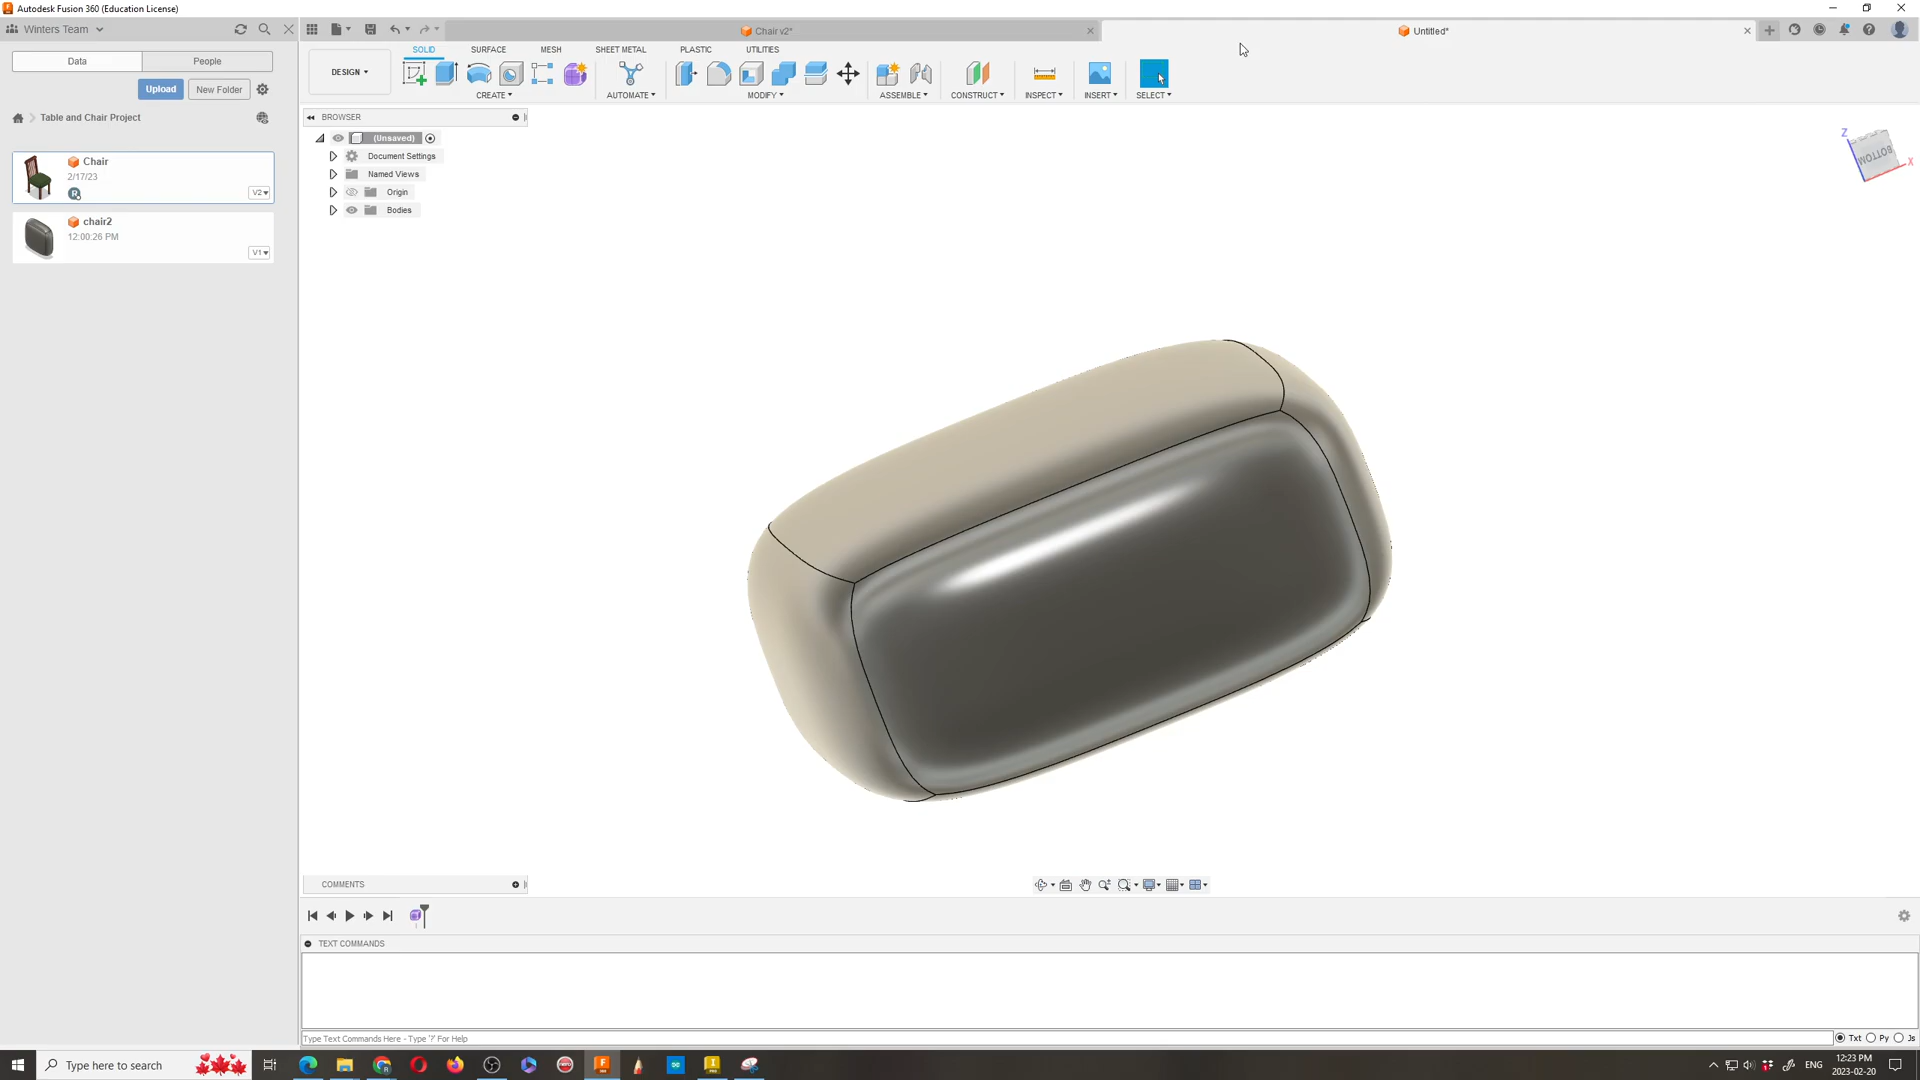 Autodesk Fusion 360 (Education License)
Winters Team
Chair v2*
Untitled*
Data
People
Upload
New Folder
Table and Chair Project
Chair
2/17/23
R
V2
chair2
12:00:26 PM
V1
DESIGN
SOLID
SURFACE
MESH
SHEET METAL
PLASTIC
UTILITIES
CREATE
AUTOMATE
MODIFY
ASSEMBLE
CONSTRUCT
INSPECT
INSERT
SELECT
BROWSER
(Unsaved)
Document Settings
Named Views
Origin
Bodies
Z
X
BOTTOM
COMMENTS
TEXT COMMANDS
Type Text Commands Here - Type '?' For Help
Txt
Py
Js
Type here to search
ENG
12:23 PM
2023-02-20